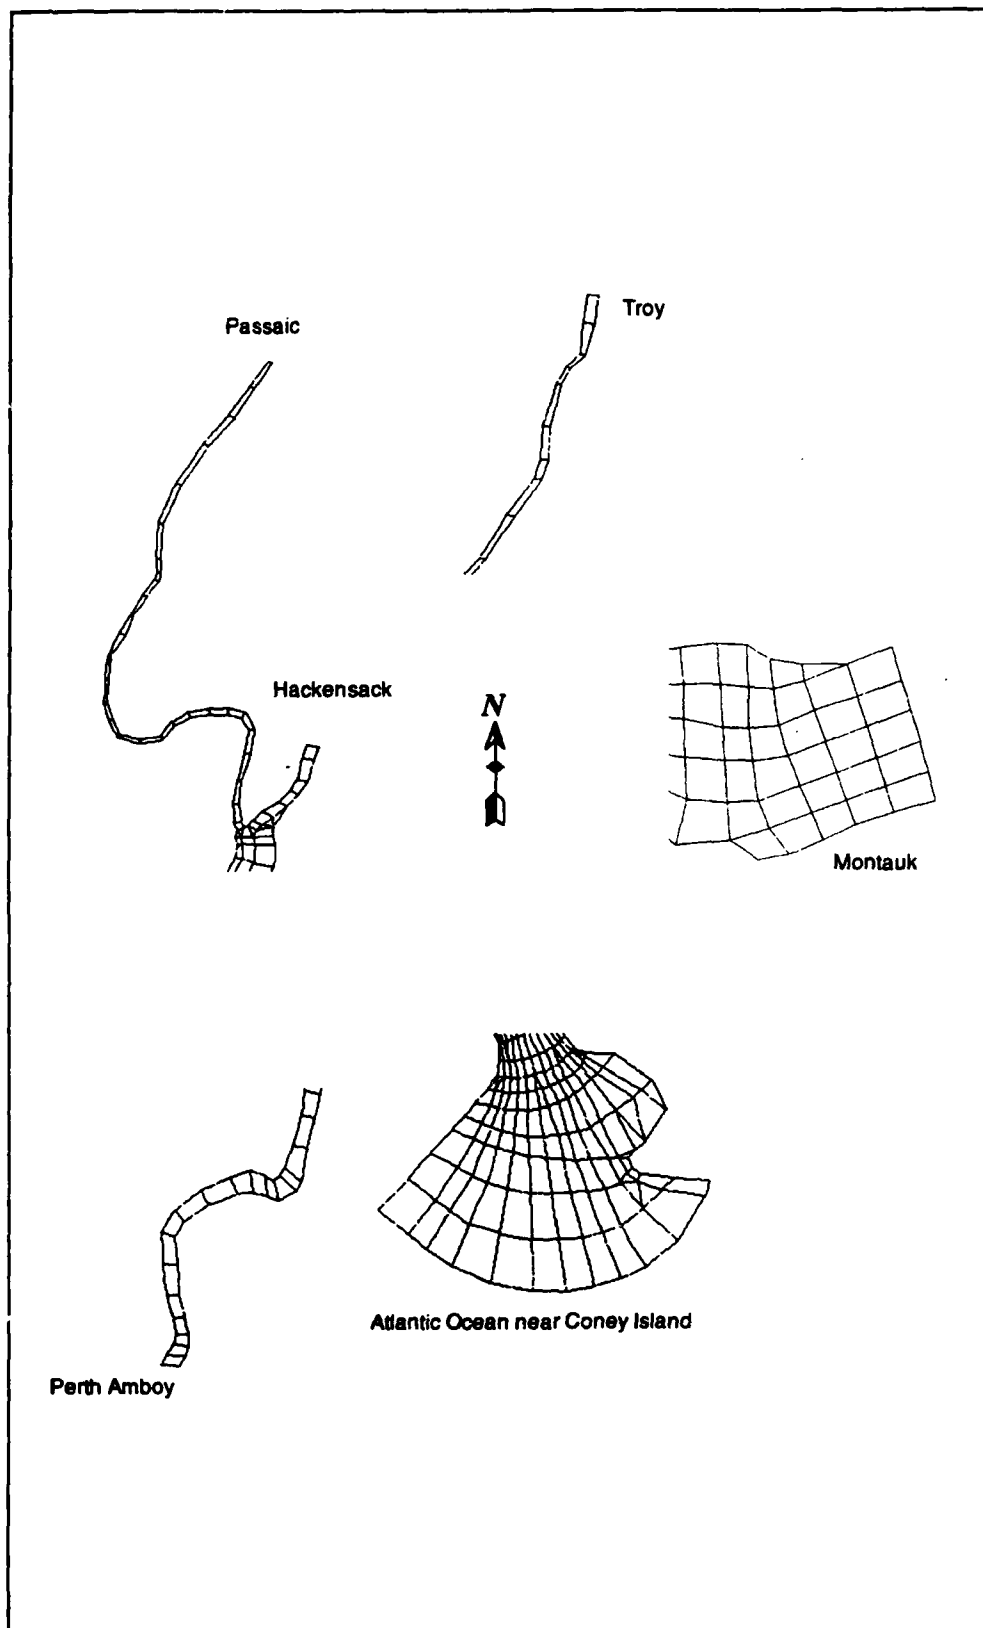 Troy
Passaic
Hackensack
N
Montauk
Atlantic Ocean near Coney Island
Perth Amboy